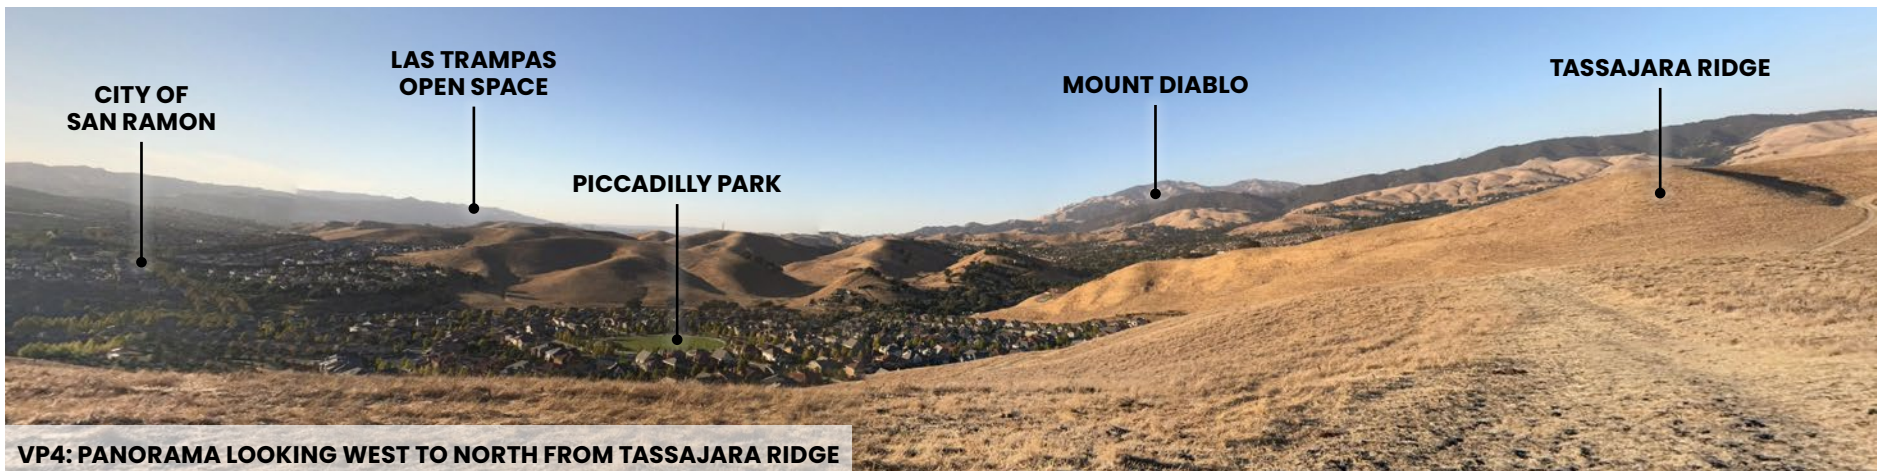 CITY OF
SAN RAMON
LAS TRAMPAS
OPEN SPACE
PICCADILLY PARK
MOUNT DIABLO
TASSAJARA RIDGE
VP4: PANORAMA LOOKING WEST TO NORTH FROM TASSAJARA RIDGE